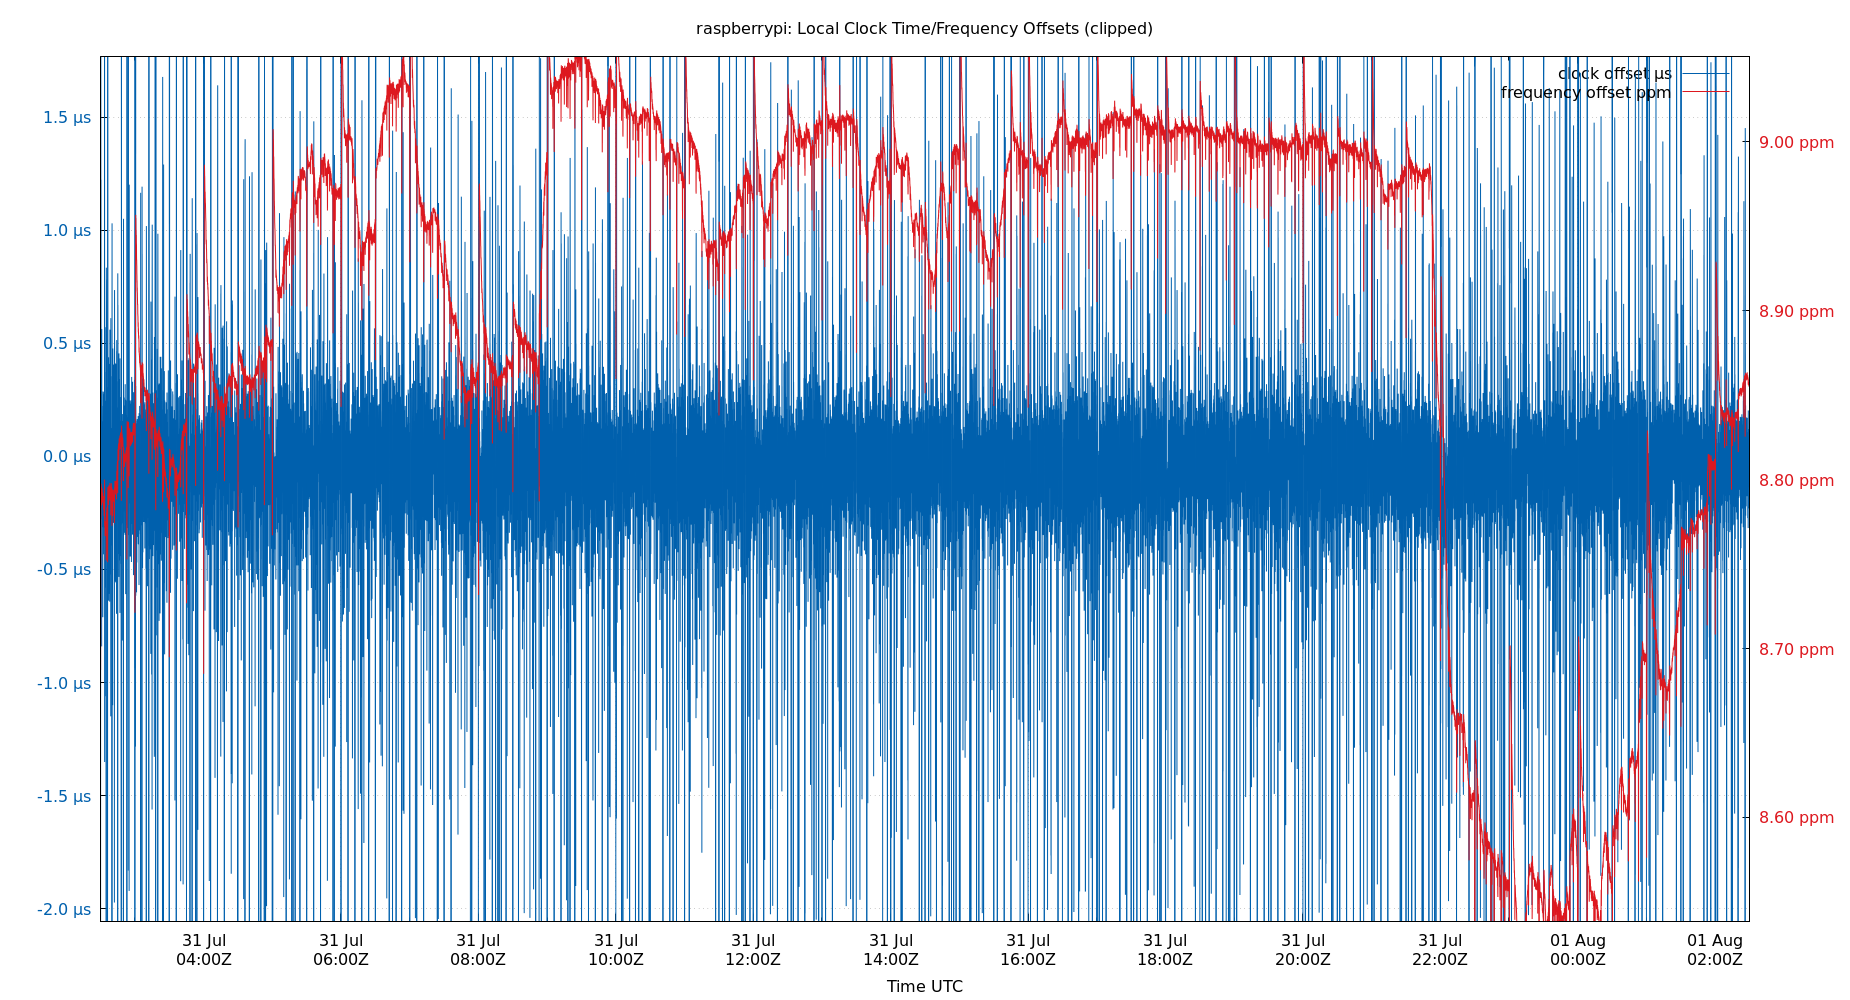 raspberrypi: Local Clock Time/Frequency Offsets (clipped)
clock offset µs
frequency offset ppm
1.5 µs
1.0 µs
0.5 µs
0.0 µs
-0.5 µs
-1.0 µs
-1.5 µs
-2.0 µs
9.00 ppm
8.90 ppm
8.80 ppm
8.70 ppm
8.60 ppm
31 Jul 31 Jul 31 Jul 31 Jul 31 Jul 31 Jul 31 Jul 31 Jul 31 Jul 31 Jul 01 Aug 01 Aug
04:00Z 06:00Z 08:00Z 10:00Z 12:00Z 14:00Z 16:00Z 18:00Z 20:00Z 22:00Z 00:00Z 02:00Z
Time UTC